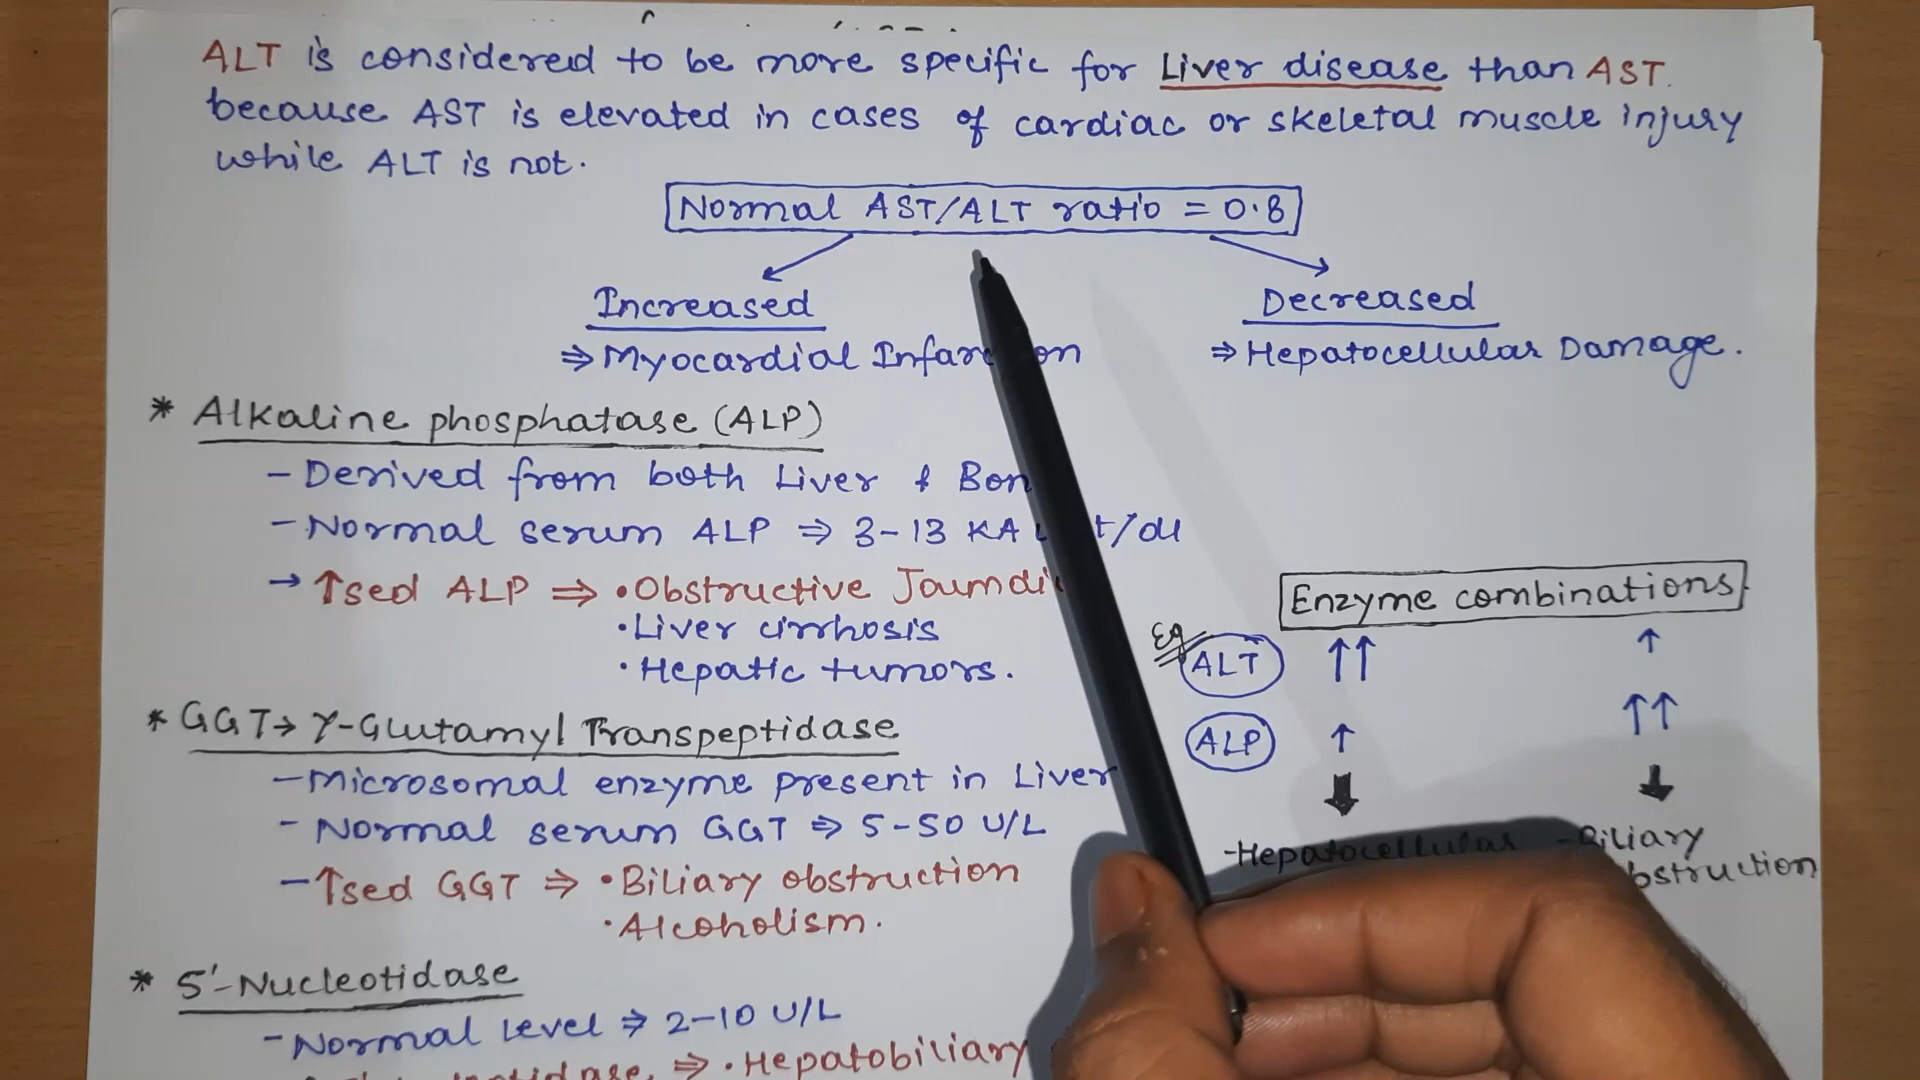 ALT is considered to be more specific for Liver disease than AST.
because AST is elevated in cases of cardiac or skeletal muscle injury
while ALT is not.
Normal AST/ALT ratio = 0.8
Increased
Decreased
⇒ Myocardial
⇒ Hepatocellular Damage.
* Alkaline phosphatase (ALP)
- Derived from both Liver &
- Normal serum ALP ⇒ 3-13 KA /dl
→ ↑sed ALP ⇒ • Obstructive
• Liver cirrhosis
• Hepatic tumors.
Enzyme combinations
Eg
ALT ↑↑ ↑
ALP ↑ ↑↑
- Hepatocellular - Biliary
* GGT → γ-Glutamyl Transpeptidase
- Microsomal enzyme present in Liver
- Normal serum GGT ⇒ 5-50 U/L
- ↑sed GGT ⇒ • Biliary obstruction
• Alcoholism.
* 5'-Nucleotidase
- Normal level ⇒ 2-10 U/L
⇒ • Hepatobiliary